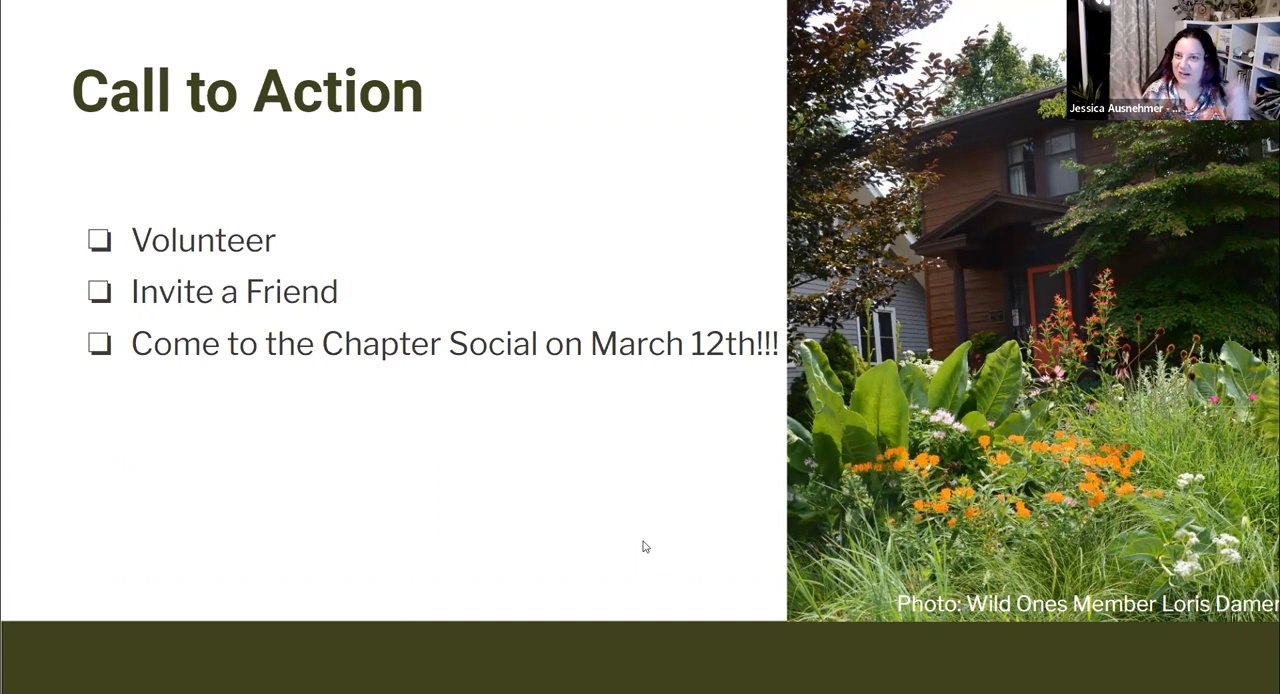 Call to Action
Jessica Ausnehmer - ...
❏ Volunteer
❏ Invite a Friend
❏ Come to the Chapter Social on March 12th!!!
Photo: Wild Ones Member Loris Damer